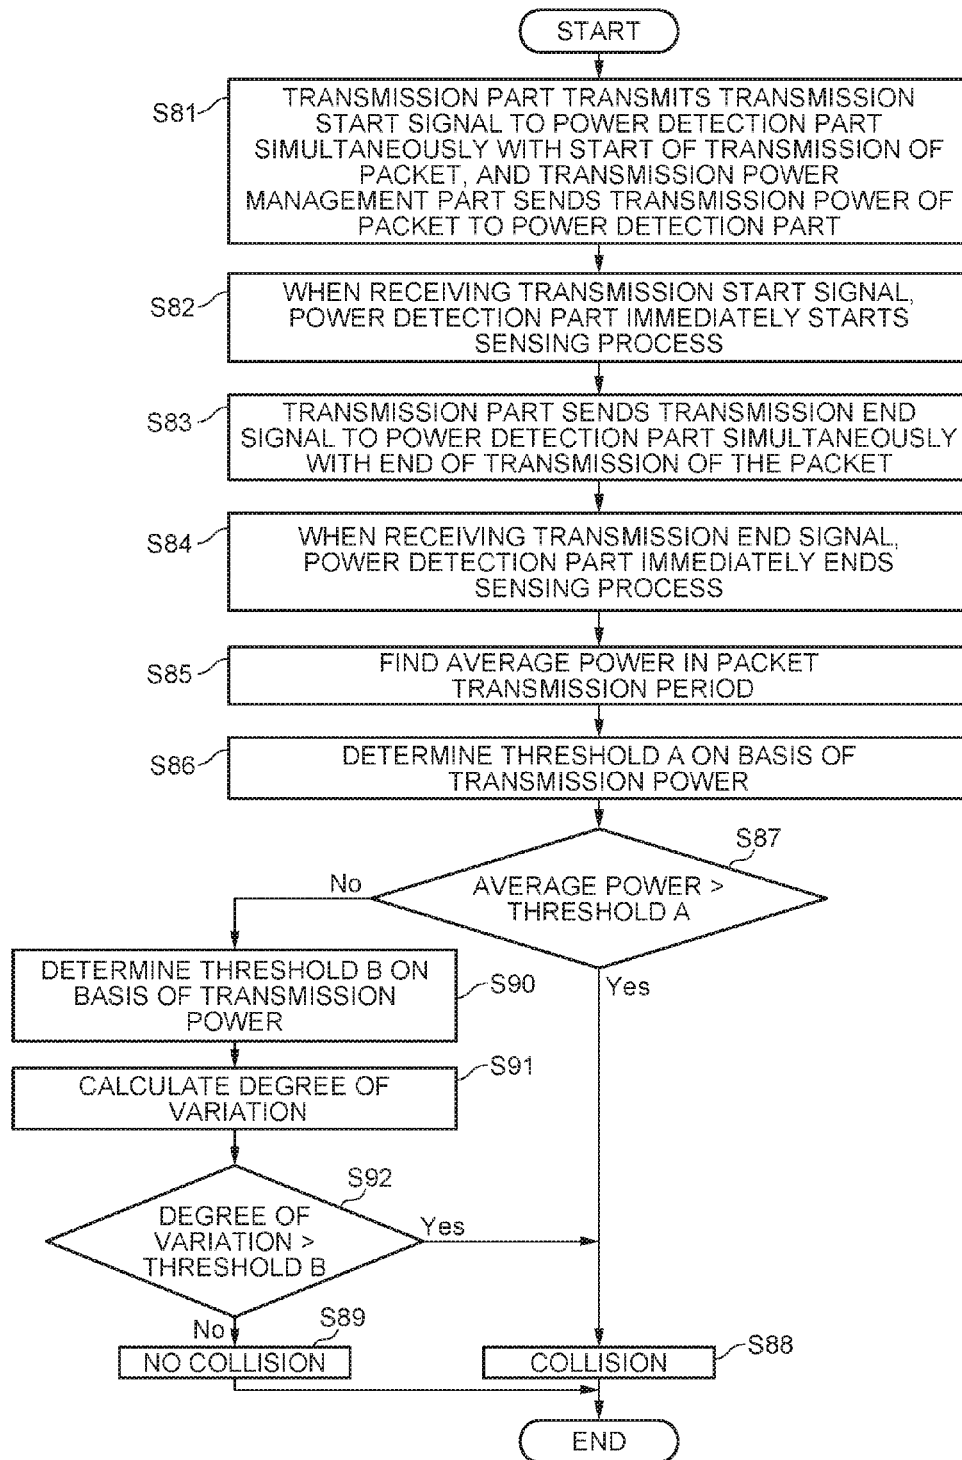 START
S81
TRANSMISSION PART TRANSMITS TRANSMISSION
START SIGNAL TO POWER DETECTION PART
SIMULTANEOUSLY WITH START OF TRANSMISSION OF
PACKET, AND TRANSMISSION POWER
MANAGEMENT PART SENDS TRANSMISSION POWER OF
PACKET TO POWER DETECTION PART
S82
WHEN RECEIVING TRANSMISSION START SIGNAL,
POWER DETECTION PART IMMEDIATELY STARTS
SENSING PROCESS
S83
TRANSMISSION PART SENDS TRANSMISSION END
SIGNAL TO POWER DETECTION PART SIMULTANEOUSLY
WITH END OF TRANSMISSION OF THE PACKET
S84
WHEN RECEIVING TRANSMISSION END SIGNAL,
POWER DETECTION PART IMMEDIATELY ENDS
SENSING PROCESS
S85
FIND AVERAGE POWER IN PACKET
TRANSMISSION PERIOD
S86
DETERMINE THRESHOLD A ON BASIS OF
TRANSMISSION POWER
S87
AVERAGE POWER >
THRESHOLD A
No
Yes
DETERMINE THRESHOLD B ON
BASIS OF TRANSMISSION
POWER
S90
CALCULATE DEGREE OF
VARIATION
S91
S92
DEGREE OF
VARIATION >
THRESHOLD B
Yes
No
S89
NO COLLISION
COLLISION
S88
END